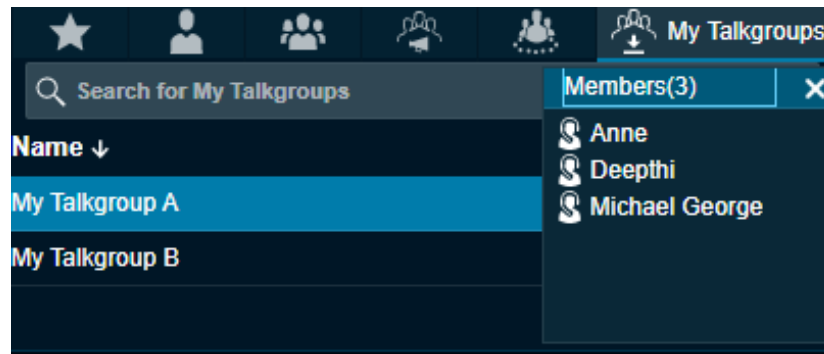 My Talkgroups
Search for My Talkgroups
Name ↓
My Talkgroup A
My Talkgroup B
Members(3)
Anne
Deepthi
Michael George